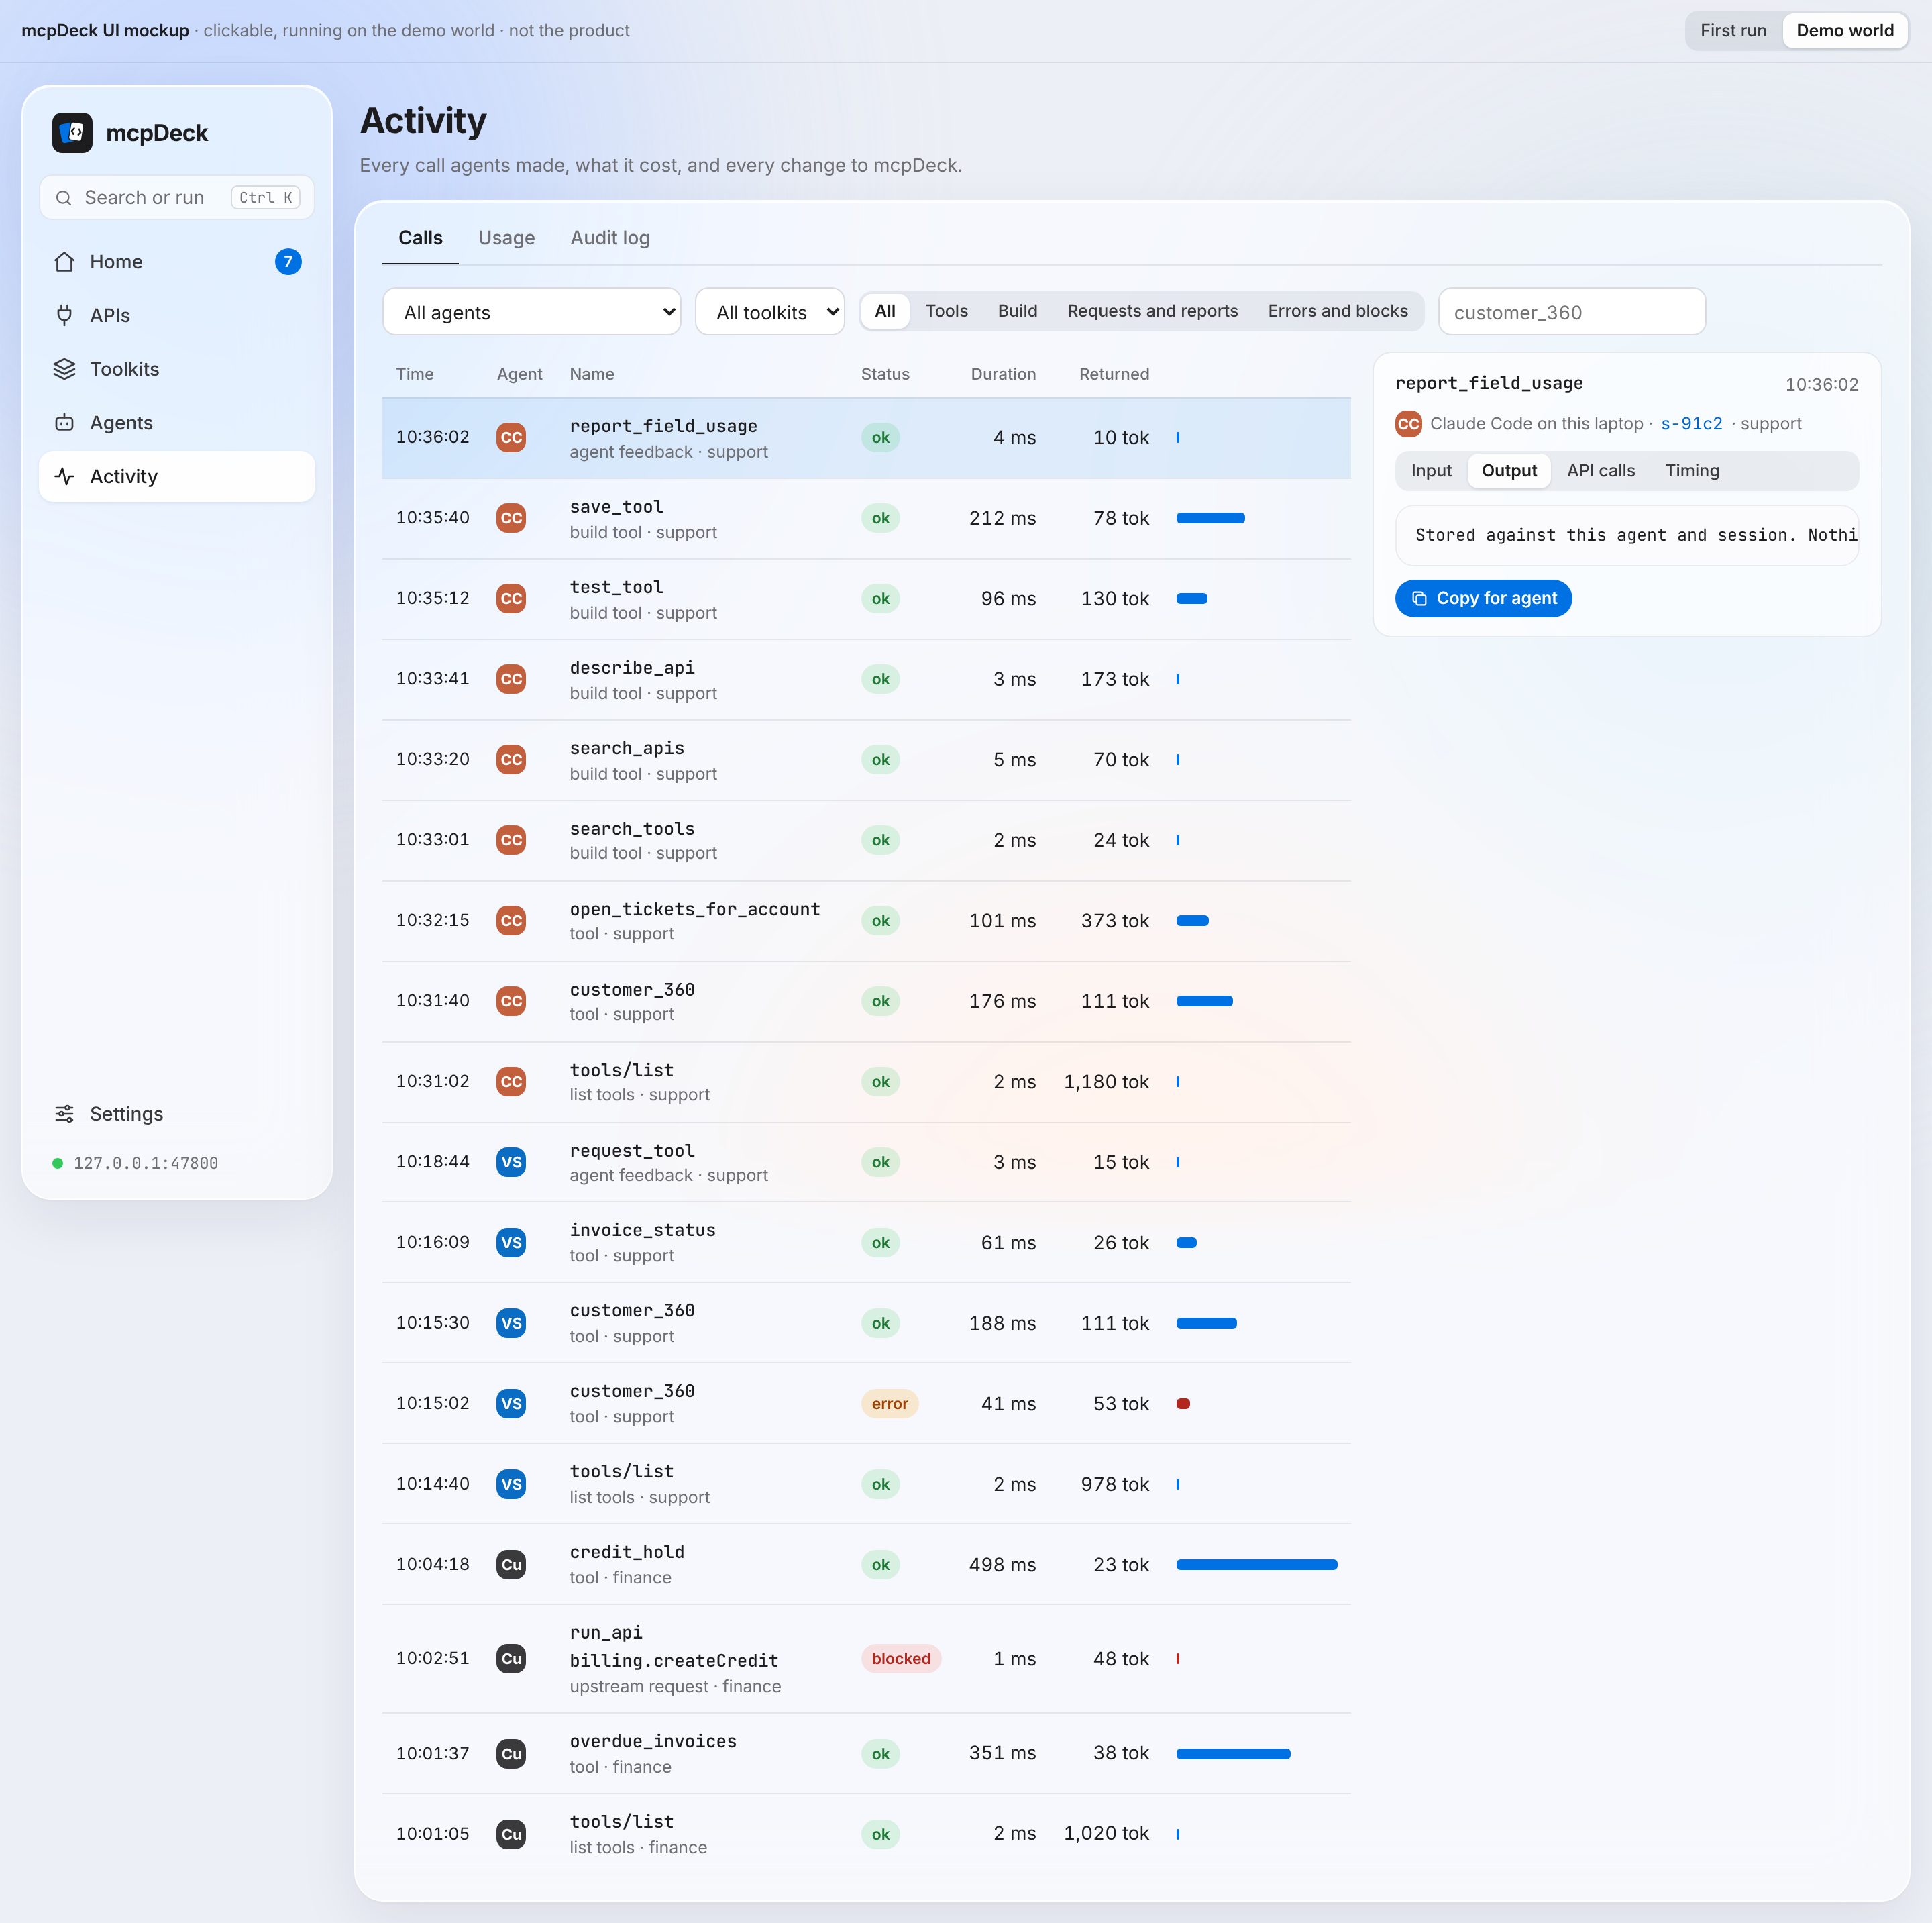 mcpDeck UI mockup · clickable, running on the demo world · not the product
First run
Demo world
mcpDeck
Search or run
Ctrl K
Home
7
APIs
Toolkits
Agents
Activity
Settings
127.0.0.1:47800
Activity
Every call agents made, what it cost, and every change to mcpDeck.
Calls
Usage
Audit log
All agents
All toolkits
All
Tools
Build
Requests and reports
Errors and blocks
customer_360
Time Agent Name Status Duration Returned
10:36:02 CC report_field_usage ok 4 ms 10 tok
agent feedback · support
10:35:40 CC save_tool ok 212 ms 78 tok
build tool · support
10:35:12 CC test_tool ok 96 ms 130 tok
build tool · support
10:33:41 CC describe_api ok 3 ms 173 tok
build tool · support
10:33:20 CC search_apis ok 5 ms 70 tok
build tool · support
10:33:01 CC search_tools ok 2 ms 24 tok
build tool · support
10:32:15 CC open_tickets_for_account ok 101 ms 373 tok
tool · support
10:31:40 CC customer_360 ok 176 ms 111 tok
tool · support
10:31:02 CC tools/list ok 2 ms 1,180 tok
list tools · support
10:18:44 VS request_tool ok 3 ms 15 tok
agent feedback · support
10:16:09 VS invoice_status ok 61 ms 26 tok
tool · support
10:15:30 VS customer_360 ok 188 ms 111 tok
tool · support
10:15:02 VS customer_360 error 41 ms 53 tok
tool · support
10:14:40 VS tools/list ok 2 ms 978 tok
list tools · support
10:04:18 Cu credit_hold ok 498 ms 23 tok
tool · finance
10:02:51 Cu run_api blocked 1 ms 48 tok
billing.createCredit
upstream request · finance
10:01:37 Cu overdue_invoices ok 351 ms 38 tok
tool · finance
10:01:05 Cu tools/list ok 2 ms 1,020 tok
list tools · finance
report_field_usage 10:36:02
CC Claude Code on this laptop · s-91c2 · support
Input
Output
API calls
Timing
Stored against this agent and session. Nothi
Copy for agent